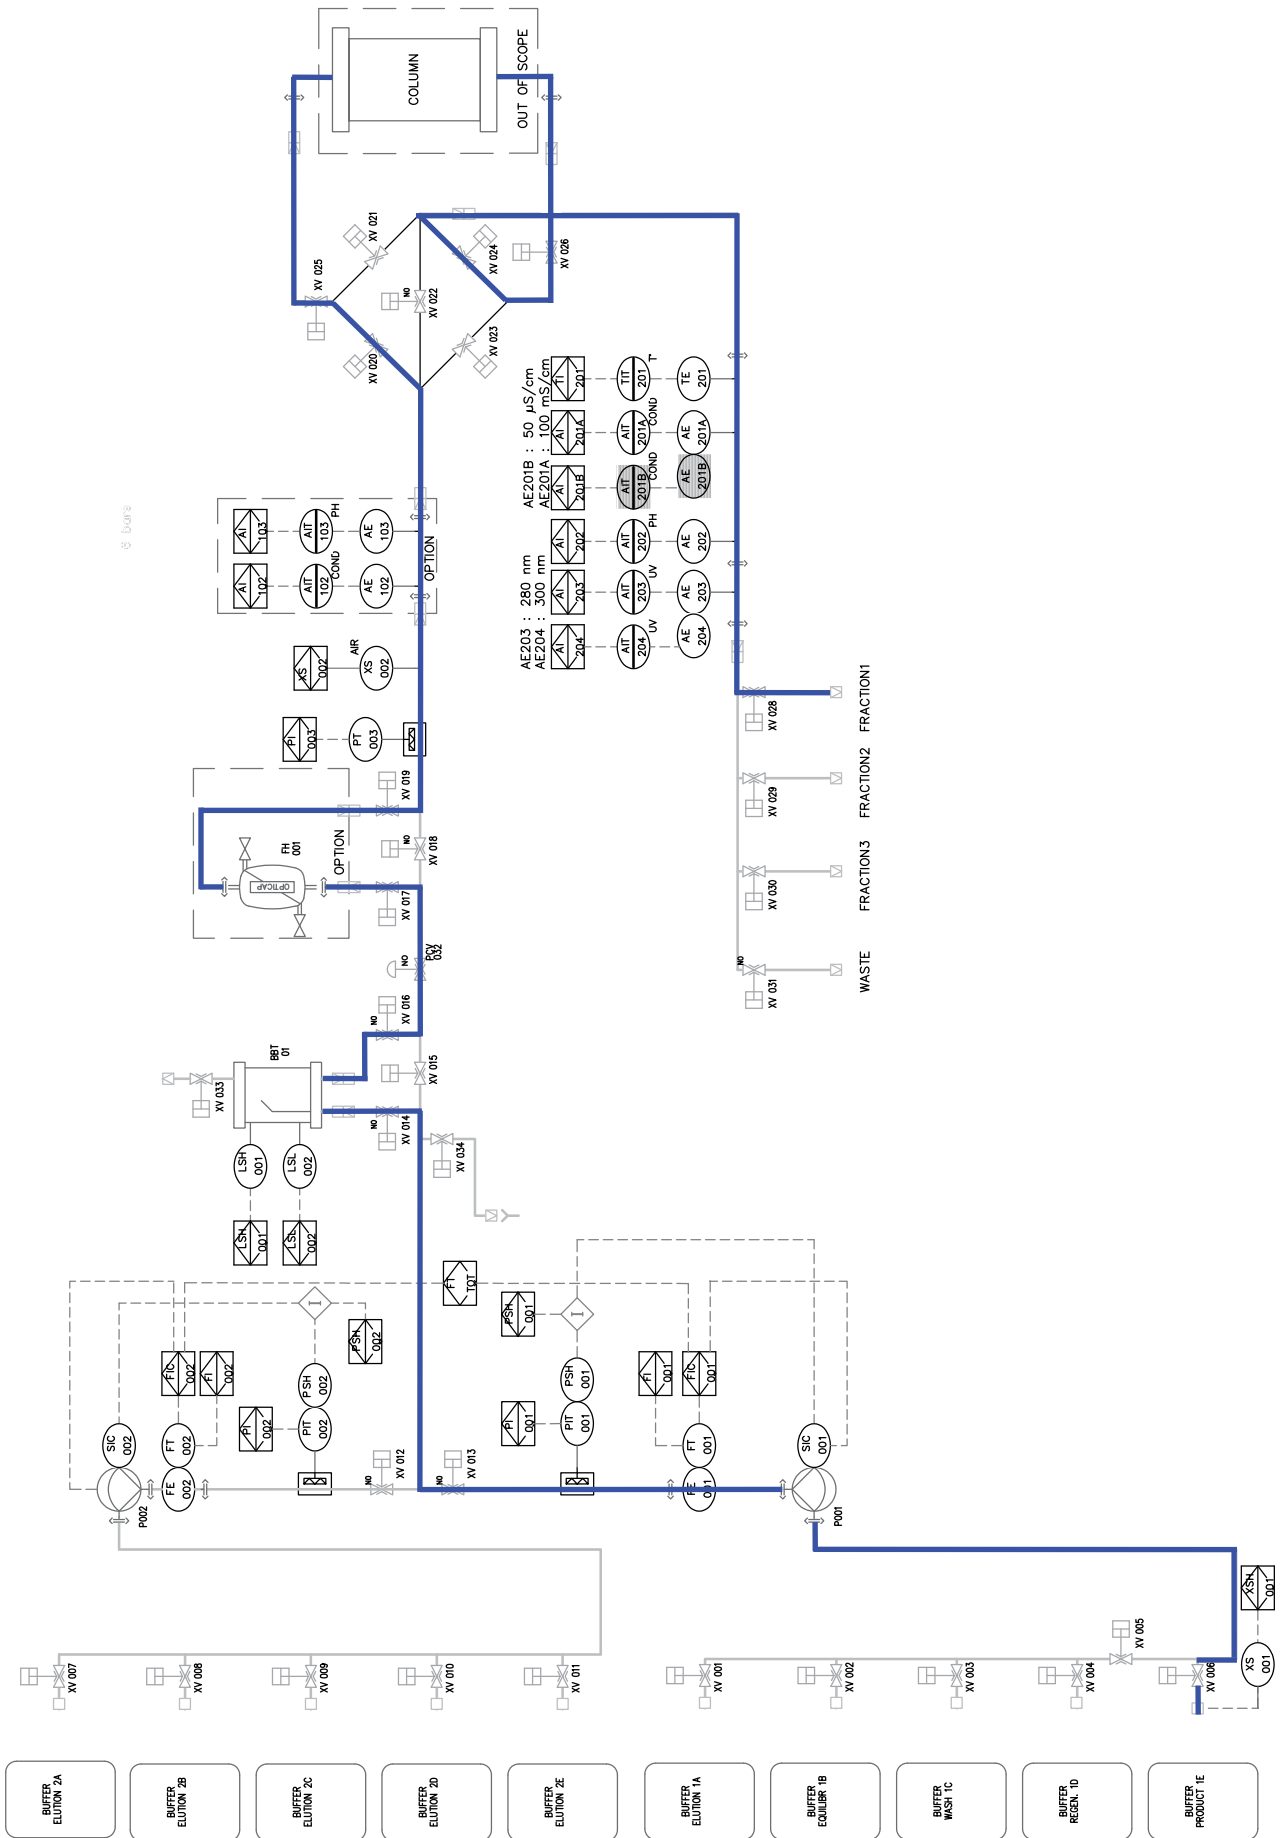 COLUMN
OUT OF SCOPE
XV 021
XV 025
XV 024
XV 026
NO
XV 022
XV 020
XV 023
6 bars
AE201B : 50 µS/cm
AE201A : 100 mS/cm
TI
201
TIT
201
T°
TE
201
AI
201A
AIT
201A
COND
AE
201A
AI
201B
AIT
201B
COND
AE
201B
AI
202
AIT
202
PH
AE
202
AE203 : 280 nm
AE204 : 300 nm
AI
203
AIT
203
UV
AE
203
AI
204
AIT
204
UV
AE
204
AI
103
AIT
103
PH
AE
103
AI
102
AIT
102
COND
AE
102
OPTION
XS
002
AIR
XS
002
PI
003
PT
003
XV 019
NO
XV 018
XV 017
FH
001
OPTICAP
OPTION
XV 028
FRACTION1
XV 029
FRACTION2
XV 030
FRACTION3
NO
XV 031
WASTE
NO
PCV
032
NO
XV 016
XV 015
NO
XV 014
XV 034
BBT
01
XV 033
LSH
001
LSL
002
LSH
001
LSL
002
FT
TOT
I
PSH
002
FIC
002
FI
002
PSH
002
PI
002
PIT
002
SIC
002
FT
002
FE
002
P002
NO
XV 012
XV 013
PSH
001
I
PSH
001
PI
001
PIT
001
FI
001
FIC
001
FT
001
FE
001
SIC
001
P001
XSH
001
XS
001
XV 007
XV 008
XV 009
XV 010
XV 011
XV 001
XV 002
XV 003
XV 004
XV 005
XV 006
BUFFER
ELUTION 2A
BUFFER
ELUTION 2B
BUFFER
ELUTION 2C
BUFFER
ELUTION 2D
BUFFER
ELUTION 2E
BUFFER
ELUTION 1A
BUFFER
EQUILIBR 1B
BUFFER
WASH 1C
BUFFER
REGEN. 1D
BUFFER
PRODUCT 1E